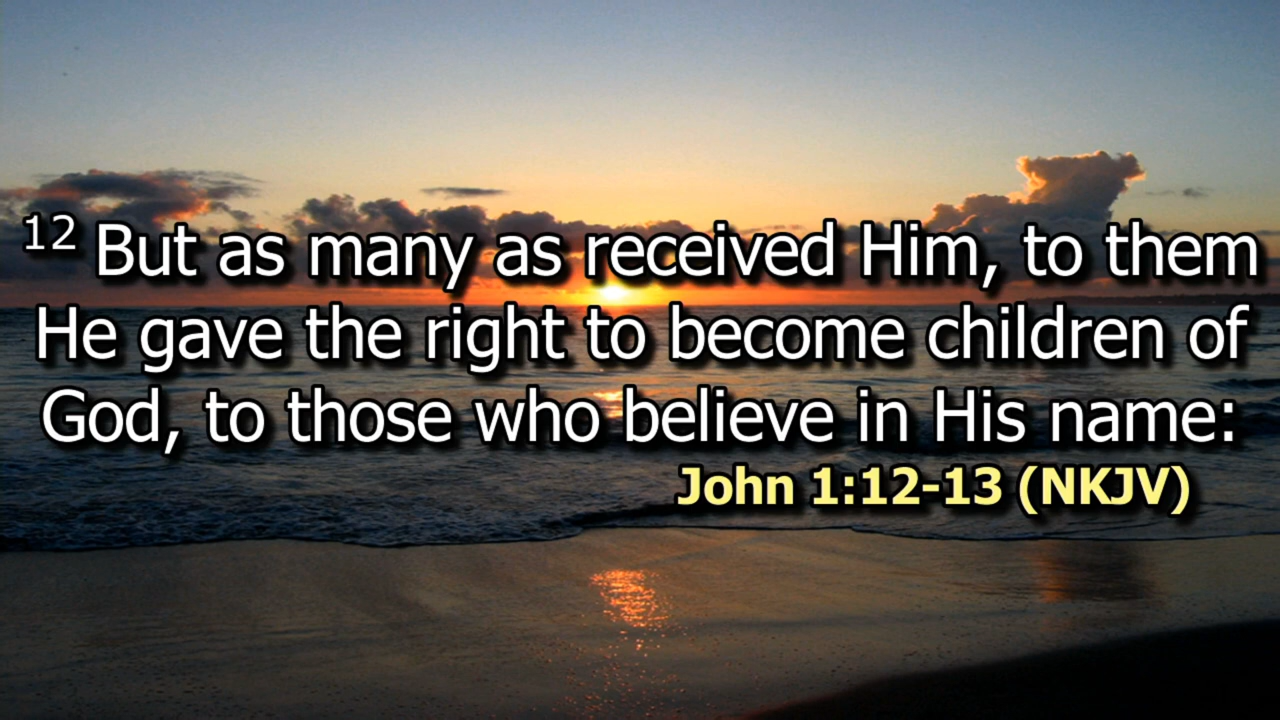 12 But as many as received Him, to them
He gave the right to become children of
God, to those who believe in His name:
John 1:12-13 (NKJV)